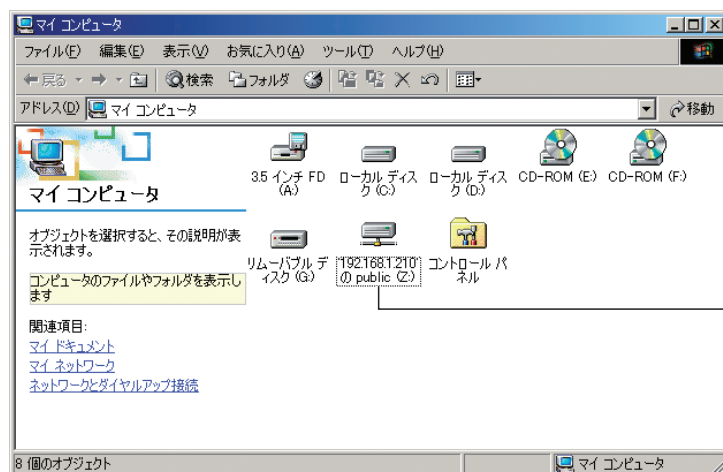 マイ コンピュータ
ファイル(F) 編集(E) 表示(V) お気に入り(A) ツール(T) ヘルプ(H)
戻る 検索 フォルダ
アドレス(D) マイ コンピュータ 移動
マイ コンピュータ
オブジェクトを選択すると、その説明が表
示されます。
コンピュータのファイルやフォルダを表示し
ます
関連項目:
マイ ドキュメント
マイ ネットワーク
ネットワークとダイヤルアップ接続
3.5 インチ FD
(A:)
ローカル ディス
ク (C:)
ローカル ディス
ク (D:)
CD-ROM (E:)
CD-ROM (F:)
リムーバブル デ
ィスク (G:)
'192.168.1.210'
の public (Z:)
コントロール パ
ネル
8 個のオブジェクト
マイ コンピュータ